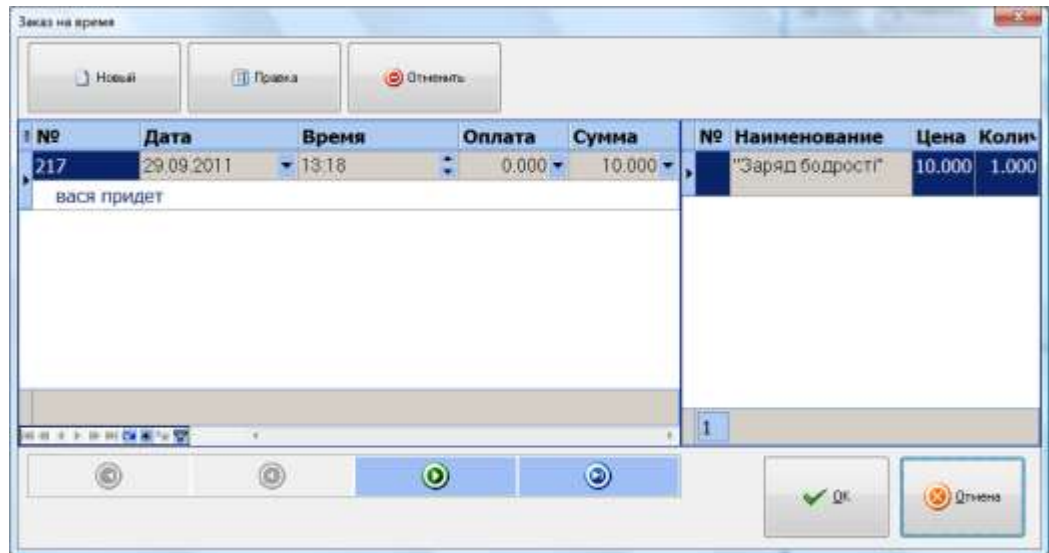 Заказ на время
Новый Правка Отменить
№ Дата Время Оплата Сумма № Наименование Цена Колич
217 29.09.2011 13:18 0.000 10.000 "Заряд бодрості" 10.000 1.000
вася придет
1
OK Отмена